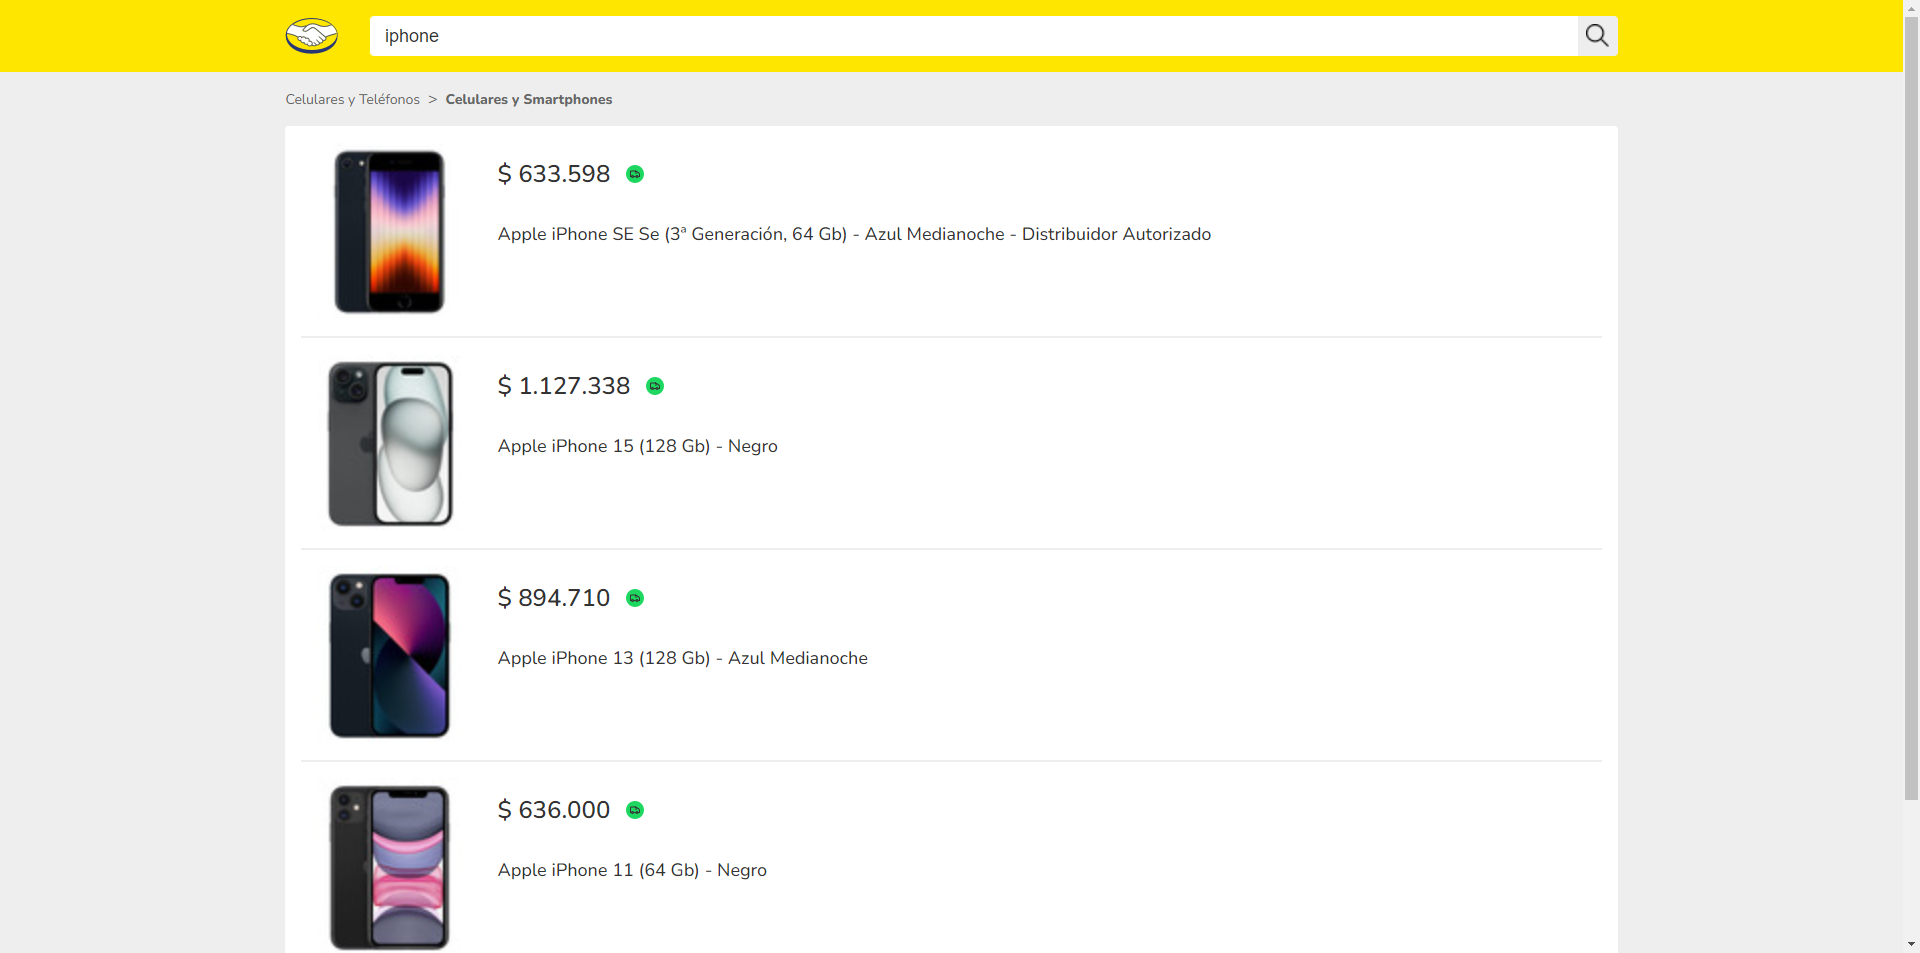 iphone
Celulares y Teléfonos > Celulares y Smartphones
$ 633.598
Apple iPhone SE Se (3ª Generación, 64 Gb) - Azul Medianoche - Distribuidor Autorizado
$ 1.127.338
Apple iPhone 15 (128 Gb) - Negro
$ 894.710
Apple iPhone 13 (128 Gb) - Azul Medianoche
$ 636.000
Apple iPhone 11 (64 Gb) - Negro